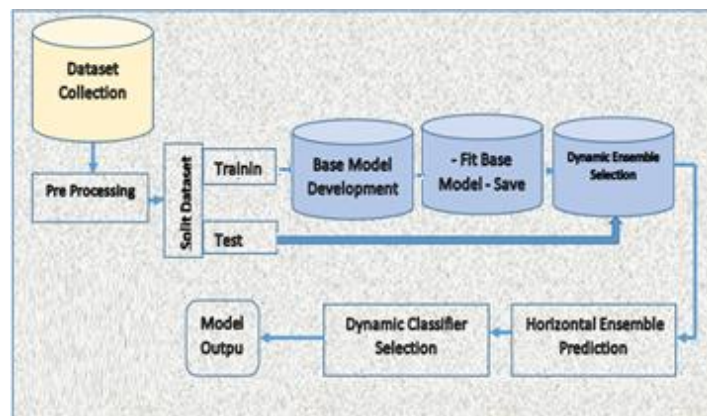 Dataset
Collection
Pre Processing
Split Dataset
Trainin
Test
Base Model
Development
- Fit Base
Model - Save
Dynamic Ensemble
Selection
Horizontal Ensemble
Prediction
Dynamic Classifier
Selection
Model
Outpu